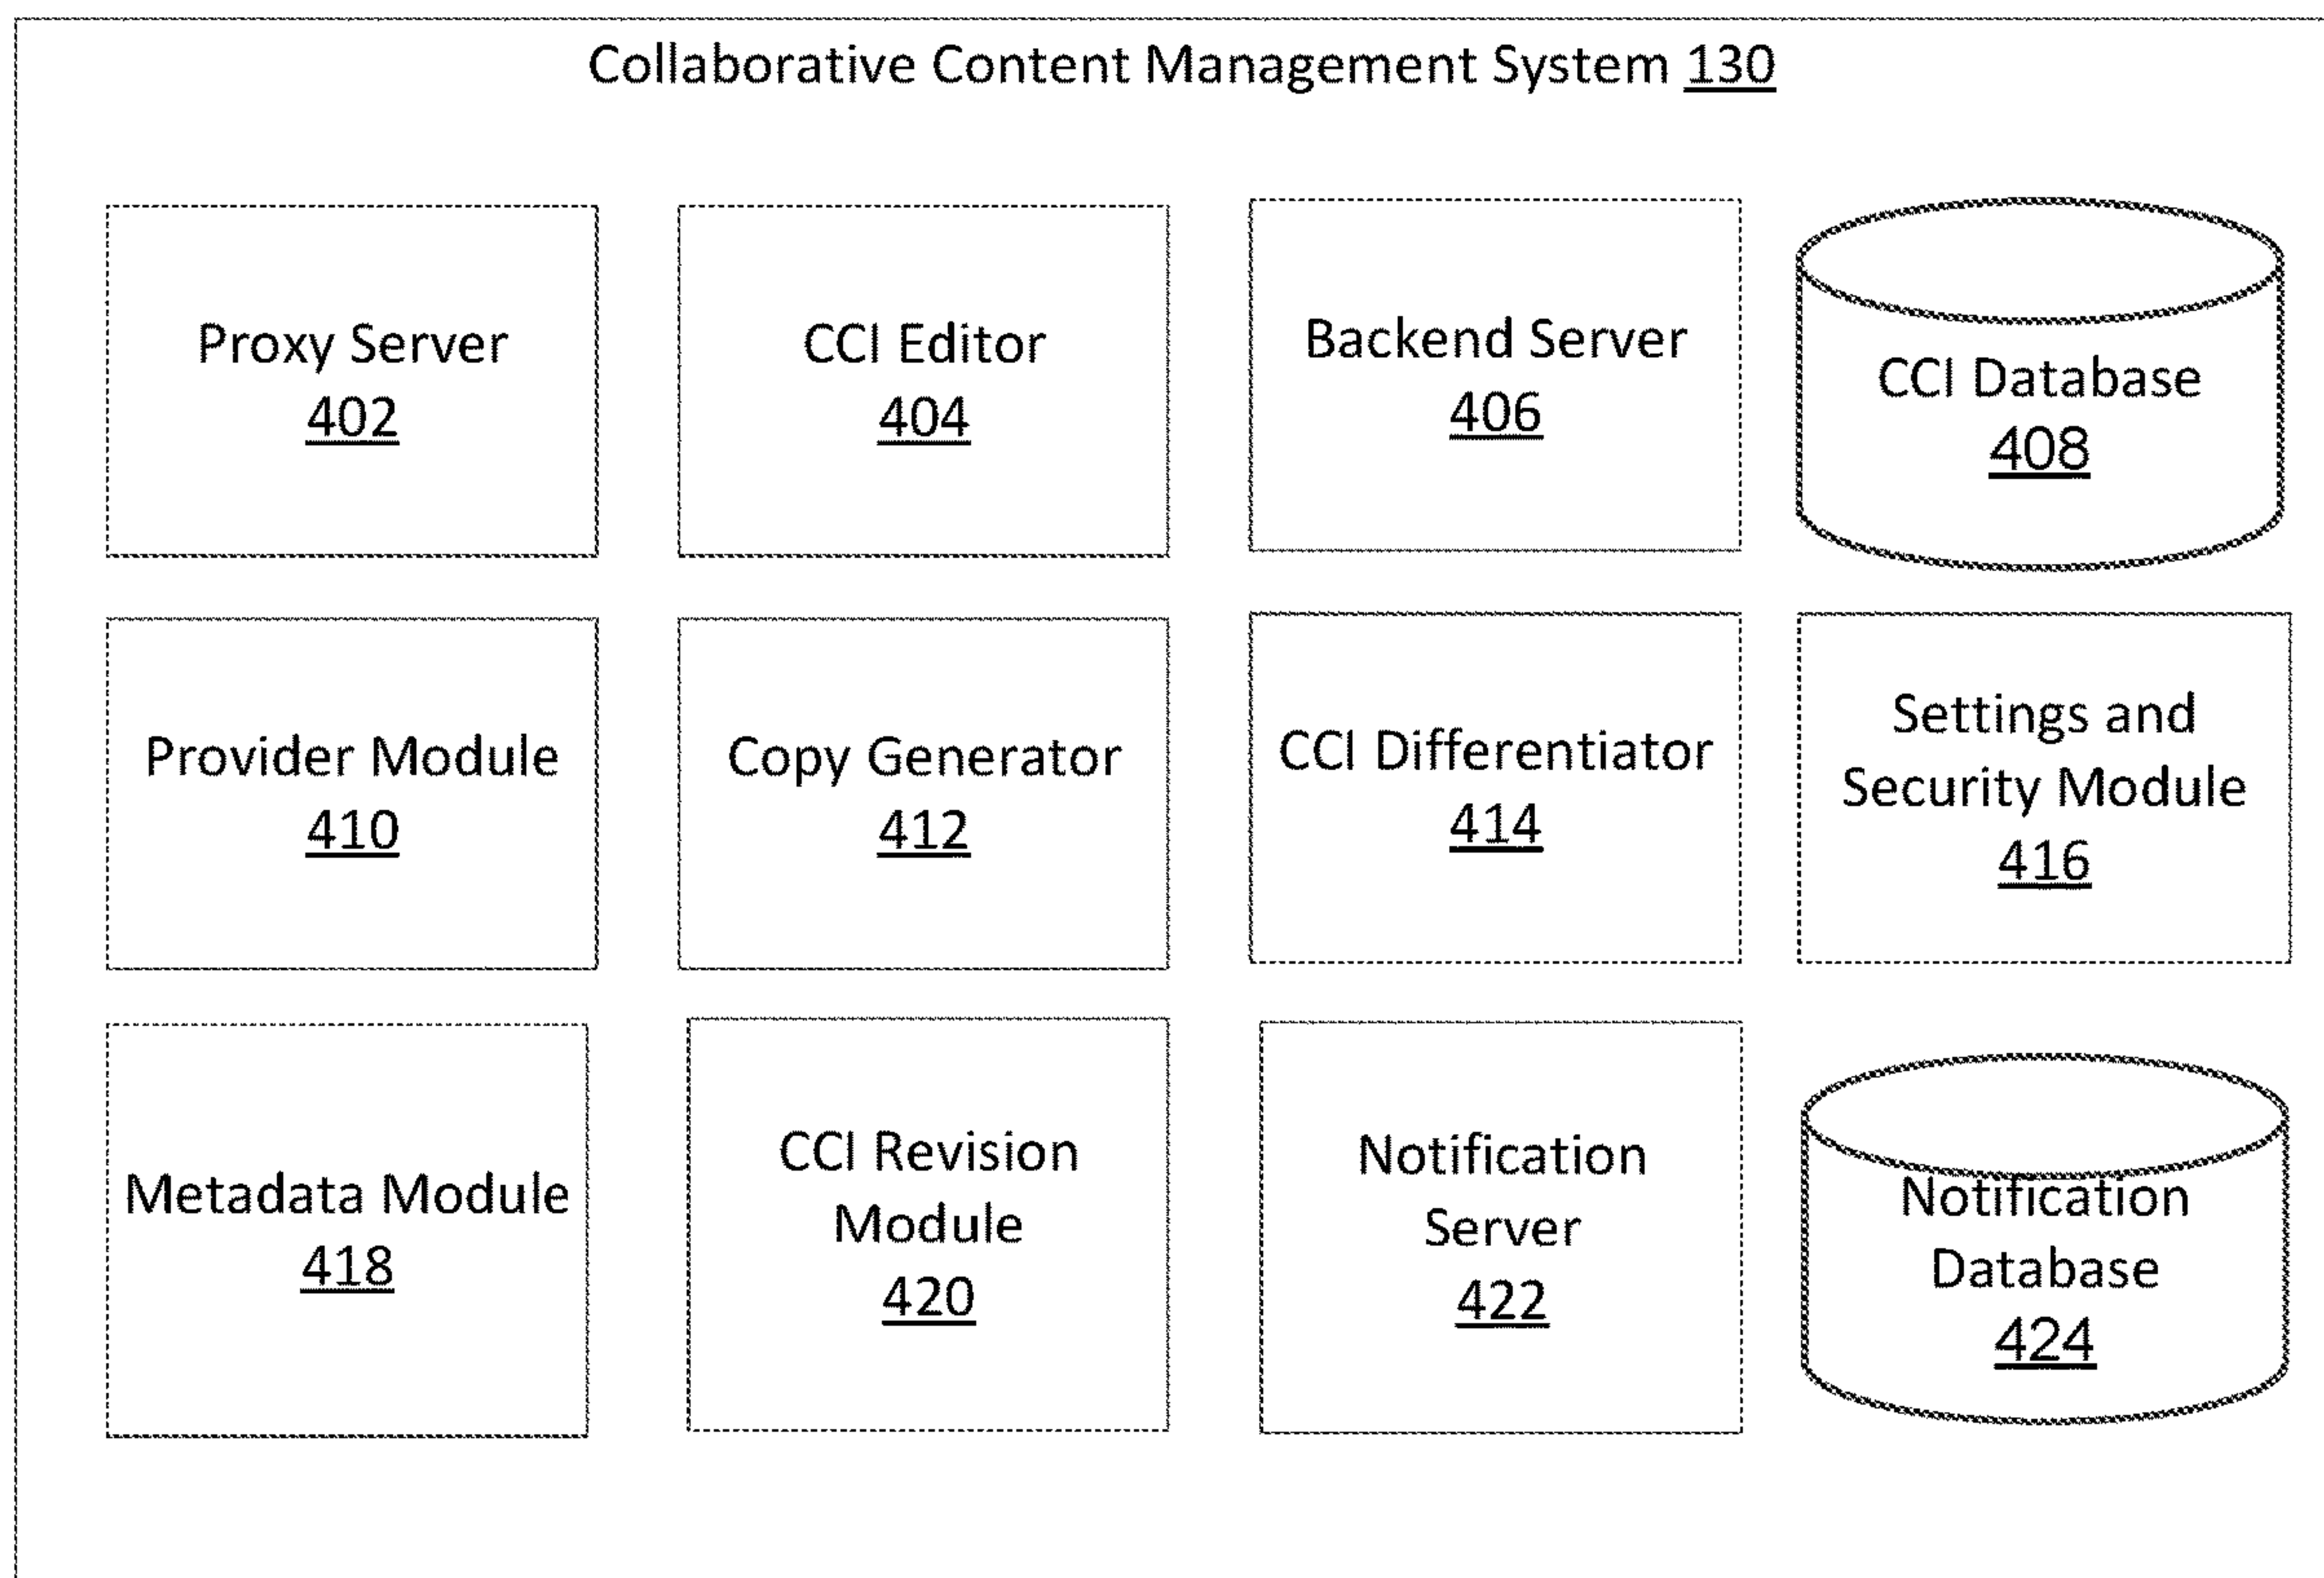 Collaborative Content Management System 130
Proxy Server
402
CCI Editor
404
Backend Server
406
CCI Database
408
Provider Module
410
Copy Generator
412
CCI Differentiator
414
Settings and
Security Module
416
Metadata Module
418
CCI Revision
Module
420
Notification
Server
422
Notification
Database
424